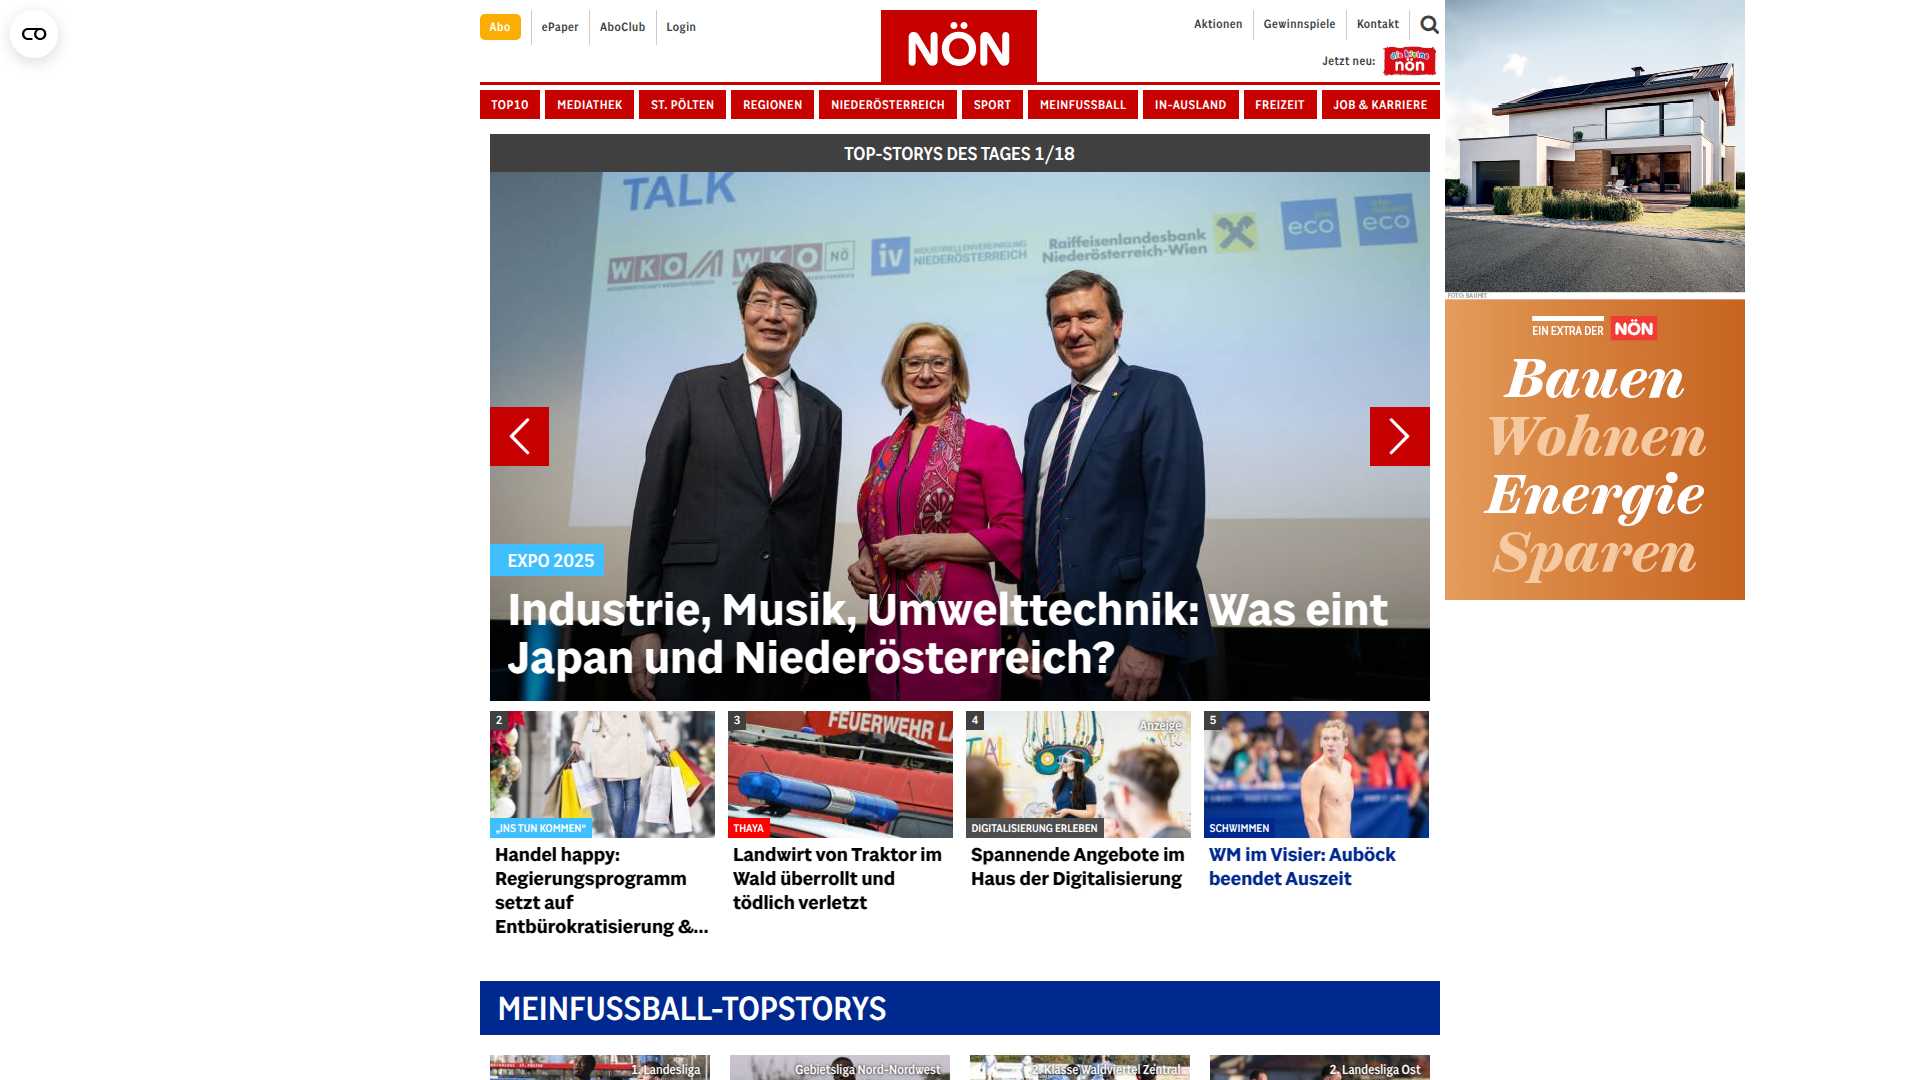 Abo
ePaper
AboClub
Login
NÖN
Aktionen
Gewinnspiele
Kontakt
Jetzt neu:
die kleine
nön
TOP10
MEDIATHEK
ST. PÖLTEN
REGIONEN
NIEDERÖSTERREICH
SPORT
MEINFUSSBALL
IN-AUSLAND
FREIZEIT
JOB & KARRIERE
TOP-STORYS DES TAGES 1/18
TALK
WKO WKO NÖ
iv INDUSTRIELLENVEREINIGUNG
NIEDERÖSTERREICH
Raiffeisenlandesbank
Niederösterreich-Wien
eco
eco
EXPO 2025
Industrie, Musik, Umwelttechnik: Was eint
Japan und Niederösterreich?
FOTO: BAUMIT
EIN EXTRA DER NÖN
Bauen
Wohnen
Energie
Sparen
2
„INS TUN KOMMEN“
Handel happy:
Regierungsprogramm
setzt auf
Entbürokratisierung &...
3
FEUERWEHR LA
THAYA
Landwirt von Traktor im
Wald überrollt und
tödlich verletzt
4
Anzeige
DIGITALISIERUNG ERLEBEN
Spannende Angebote im
Haus der Digitalisierung
5
SCHWIMMEN
WM im Visier: Auböck
beendet Auszeit
MEINFUSSBALL-TOPSTORYS
1. Landesliga
Gebietsliga Nord-Nordwest
2. Klasse Waldviertel Zentral
2. Landesliga Ost